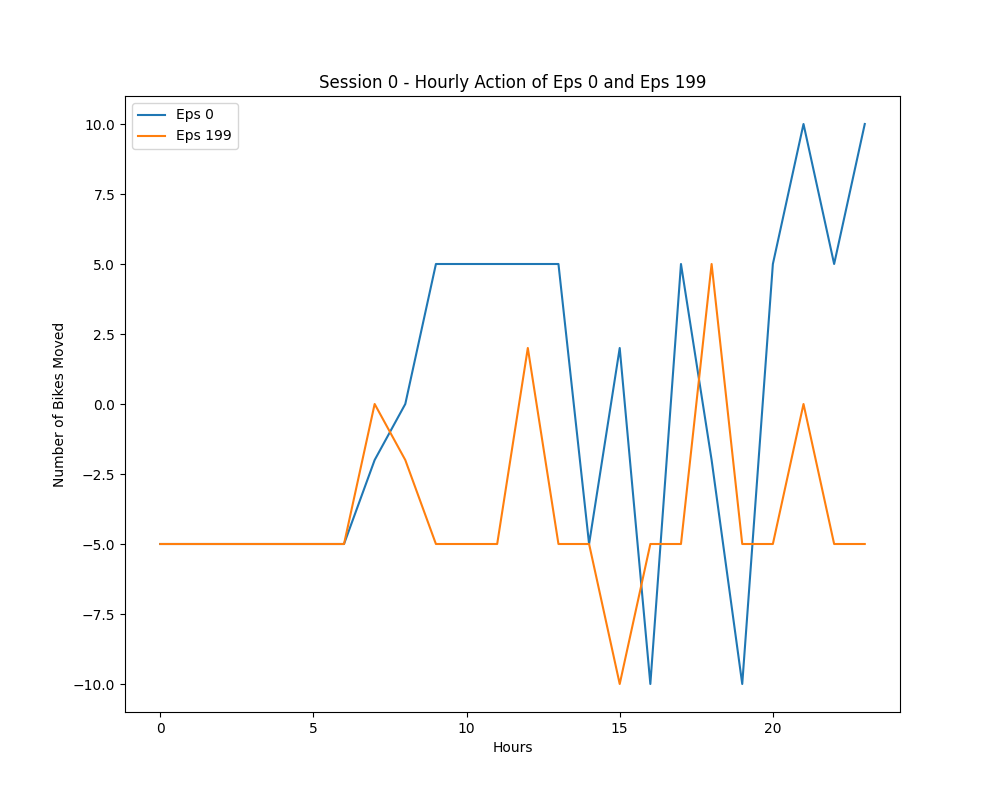 Session 0 - Hourly Action of Eps 0 and Eps 199
Eps 0
Eps 199
10.0
7.5
5.0
2.5
0.0
−2.5
−5.0
−7.5
−10.0
Number of Bikes Moved
0 5 10 15 20
Hours